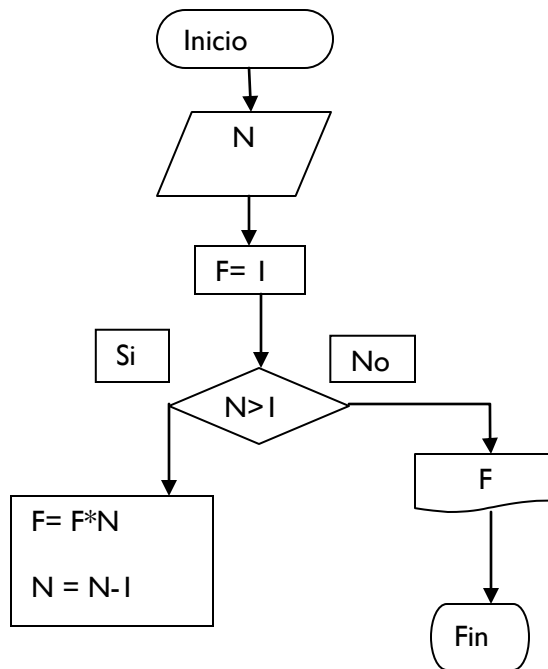 Inicio
N
F= 1
Si
No
N>1
F
F= F*N
N = N-1
Fin